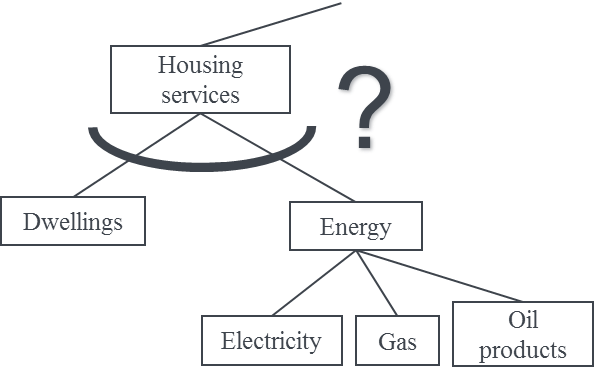 Housing
services
?
Dwellings
Energy
Electricity
Gas
Oil
products